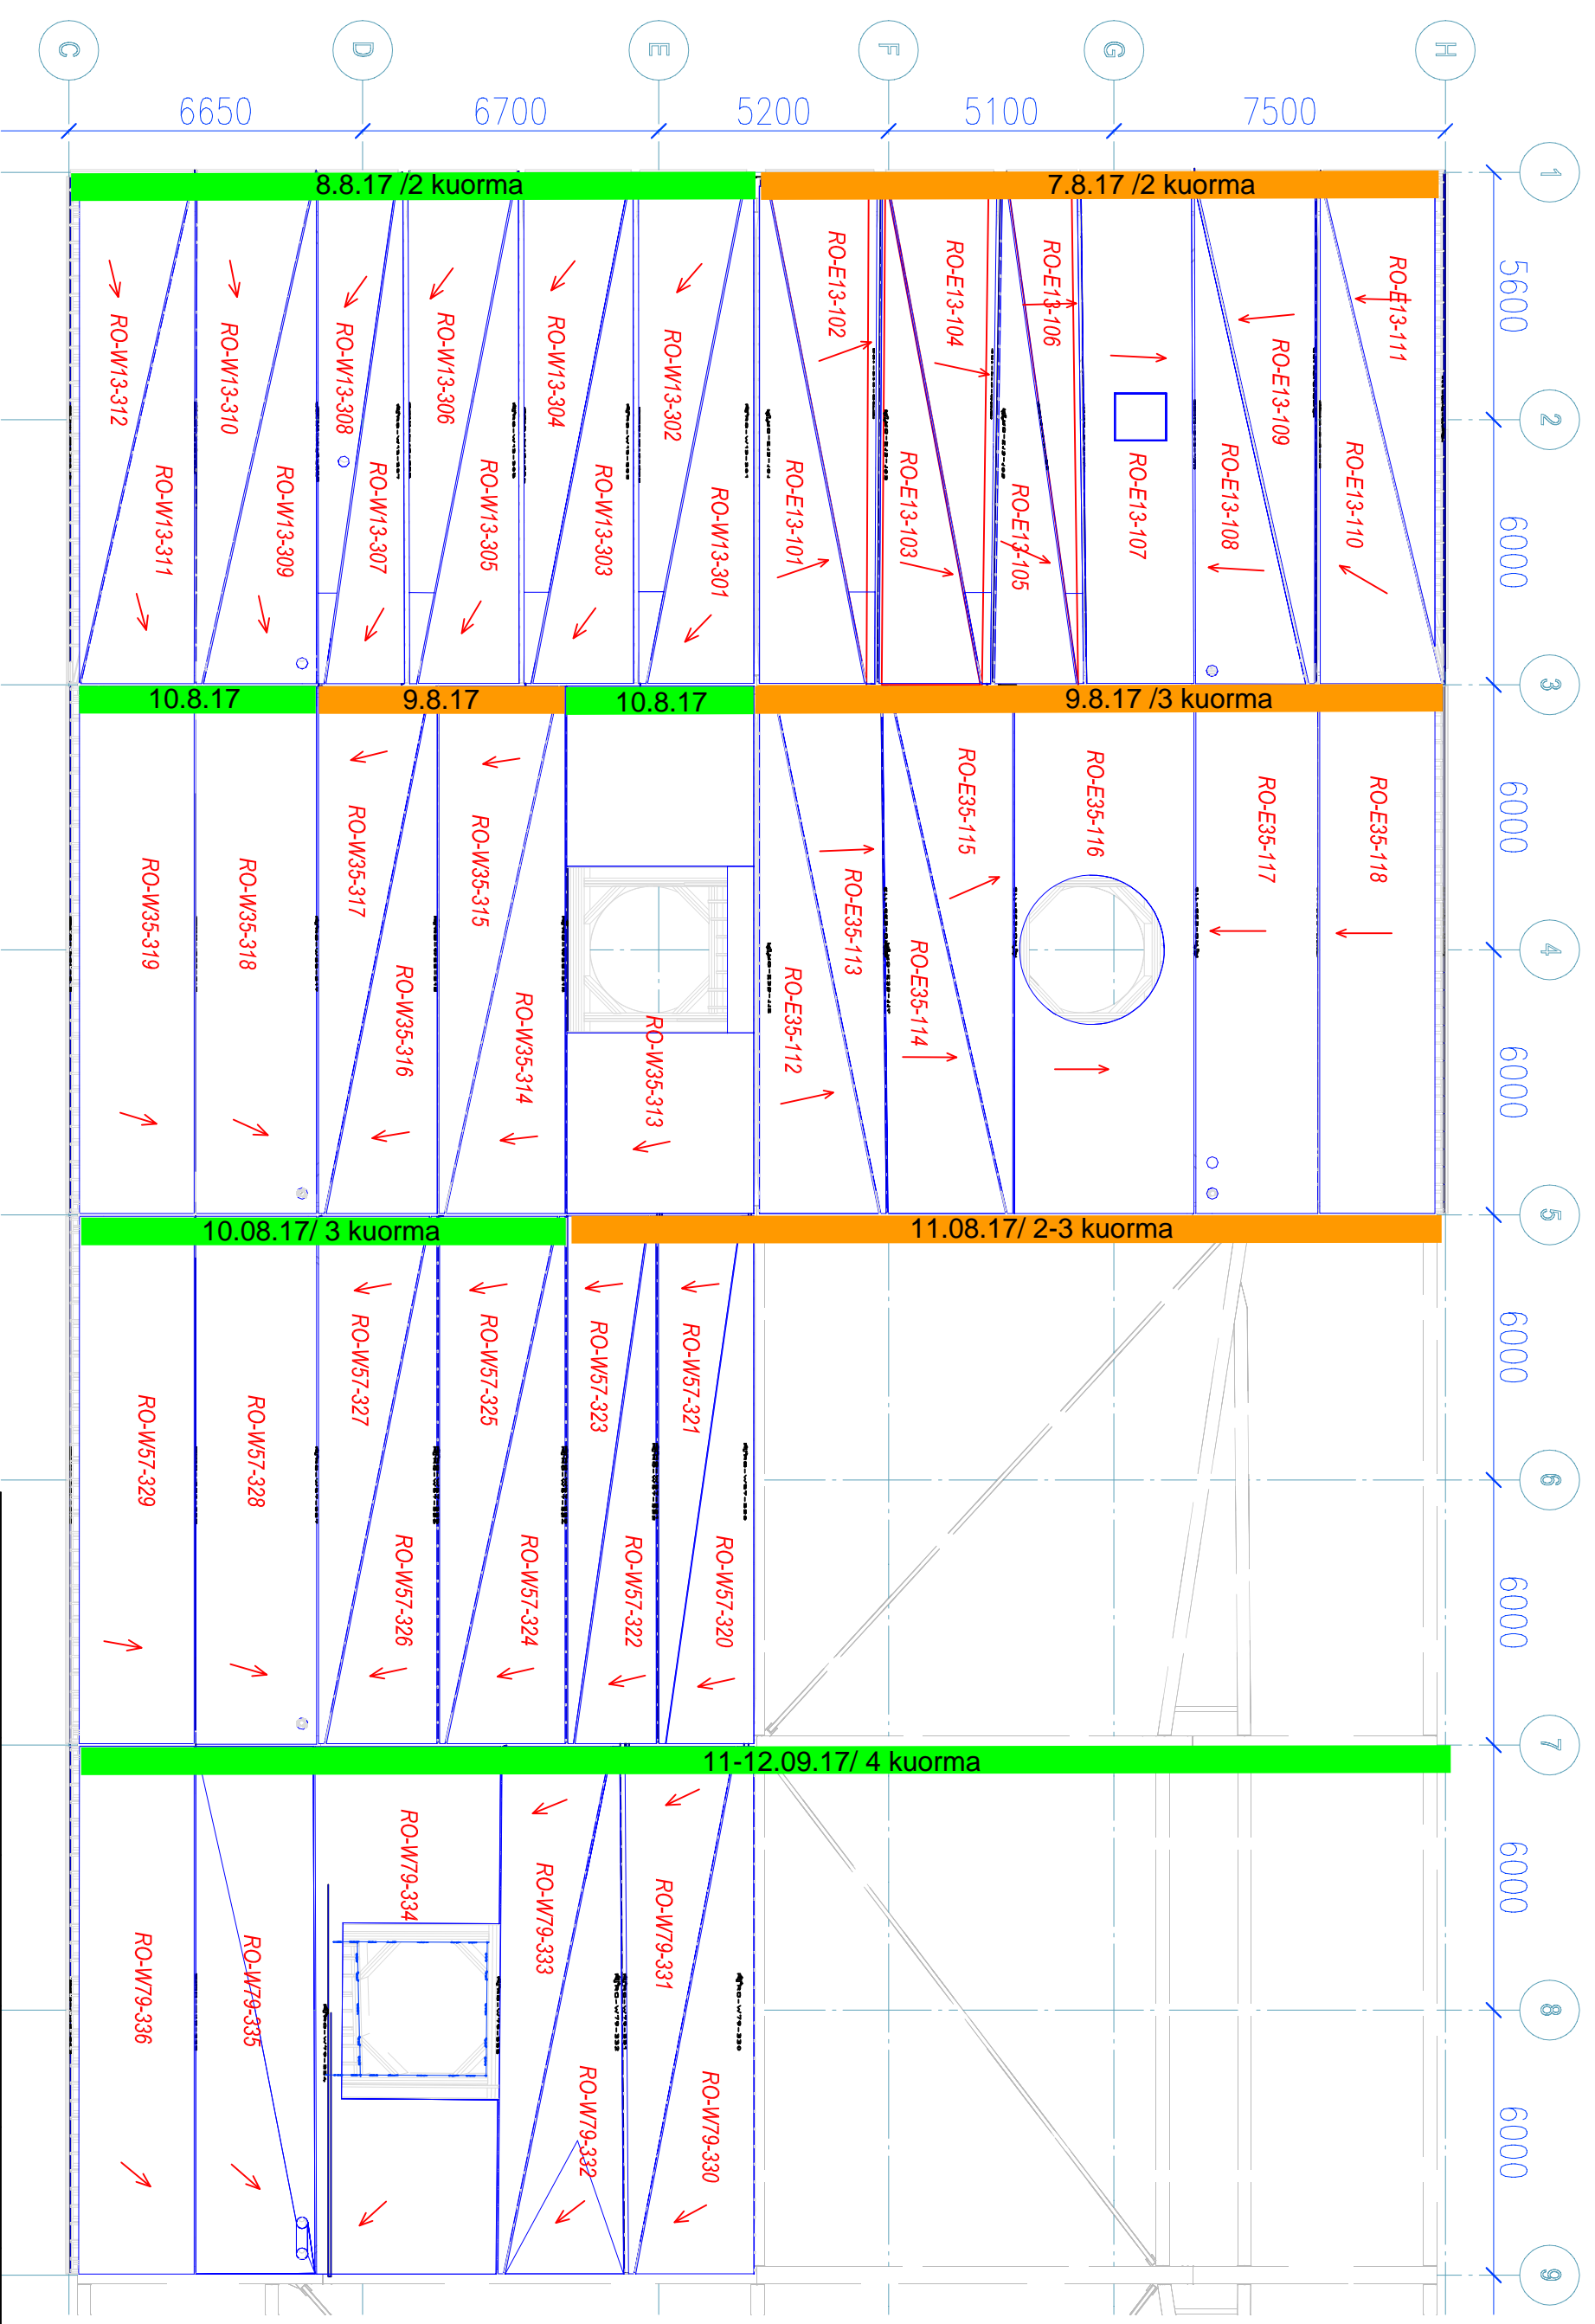 C
D
E
F
G
H
6650
6700
5200
5100
7500
1
5600
2
6000
3
6000
4
6000
5
6000
6
6000
7
6000
8
6000
9
8.8.17 /2 kuorma
7.8.17 /2 kuorma
RO-W13-312
RO-W13-310
RO-W13-308
RO-W13-306
RO-W13-304
RO-W13-302
RO-E13-102
RO-E13-104
RO-E13-106
RO-E13-109
RO-E13-111
RO-W13-311
RO-W13-309
RO-W13-307
RO-W13-305
RO-W13-303
RO-W13-301
RO-E13-101
RO-E13-103
RO-E13-105
RO-E13-107
RO-E13-108
RO-E13-110
10.8.17
9.8.17
10.8.17
9.8.17 /3 kuorma
RO-W35-319
RO-W35-318
RO-W35-317
RO-W35-315
RO-E35-113
RO-E35-115
RO-E35-116
RO-E35-117
RO-E35-118
RO-W35-316
RO-W35-314
RO-W35-313
RO-E35-112
RO-E35-114
10.08.17/ 3 kuorma
11.08.17/ 2-3 kuorma
RO-W57-329
RO-W57-328
RO-W57-327
RO-W57-325
RO-W57-323
RO-W57-321
RO-W57-326
RO-W57-324
RO-W57-322
RO-W57-320
11-12.09.17/ 4 kuorma
RO-W79-336
RO-W79-335
RO-W79-334
RO-W79-333
RO-W79-331
RO-W79-332
RO-W79-330